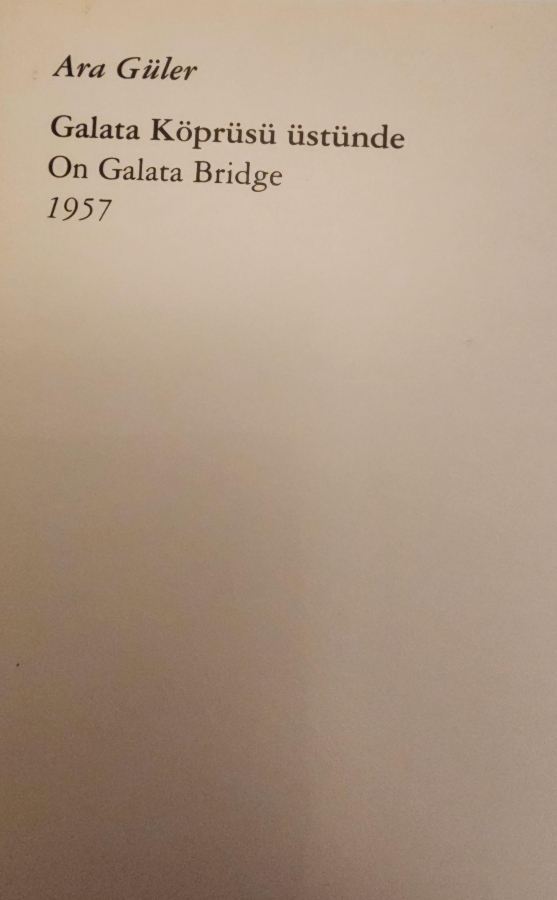 Ara Güler
Galata Köprüsü üstünde
On Galata Bridge
1957